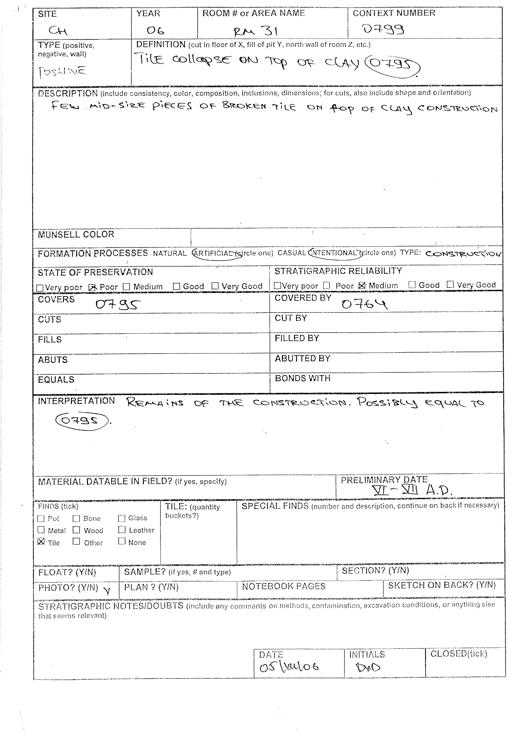 SITE YEAR ROOM # or AREA NAME CONTEXT NUMBER
CH 06 RM 31 0799
TYPE (positive, negative, wall) DEFINITION (cut in floor of X, fill of pit Y, north wall of room Z, etc.)
POSITIVE TILE COLLAPSE ON TOP OF CLAY (0795)
DESCRIPTION (include consistency, color, composition, inclusions, dimensions; for cuts, also include shape and orientation)
FEW MID-SIZE PIECES OF BROKEN TILE ON TOP OF CLAY CONSTRUCTION
MUNSELL COLOR
FORMATION PROCESSES NATURAL ARTIFICIAL (circle one) CASUAL INTENTIONAL (circle one) TYPE: CONSTRUCTION
STATE OF PRESERVATION STRATIGRAPHIC RELIABILITY
☐ Very poor ☒ Poor ☐ Medium ☐ Good ☐ Very Good ☐ Very poor ☐ Poor ☒ Medium ☐ Good ☐ Very Good
COVERS 0795 COVERED BY 0764
CUTS CUT BY
FILLS FILLED BY
ABUTS ABUTTED BY
EQUALS BONDS WITH
INTERPRETATION REMAINS OF THE CONSTRUCTION. POSSIBLY EQUAL TO
(0795).
MATERIAL DATABLE IN FIELD? (if yes, specify) PRELIMINARY DATE
VI - VII A.D.
FINDS (tick) TILE: (quantity buckets?) SPECIAL FINDS (number and description, continue on back if necessary)
☐ Pot ☐ Bone ☐ Glass
☐ Metal ☐ Wood ☐ Leather
☒ Tile ☐ Other ☐ None
FLOAT? (Y/N) SAMPLE? (if yes, # and type) SECTION? (Y/N)
PHOTO? (Y/N) Y PLAN ? (Y/N) NOTEBOOK PAGES SKETCH ON BACK? (Y/N)
STRATIGRAPHIC NOTES/DOUBTS (include any comments on methods, contamination, excavation conditions, or anything else
that seems relevant)
DATE INITIALS CLOSED(tick)